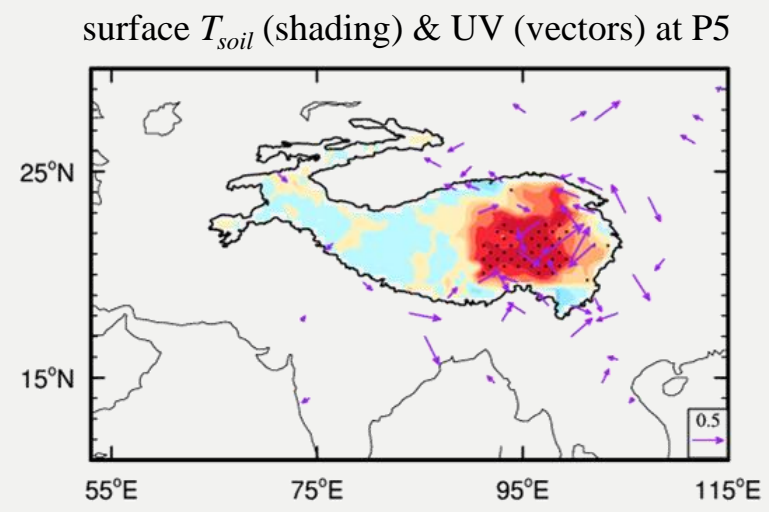 surface Tsoil (shading) & UV (vectors) at P5
25°N
15°N
0.5
55°E 75°E 95°E 115°E